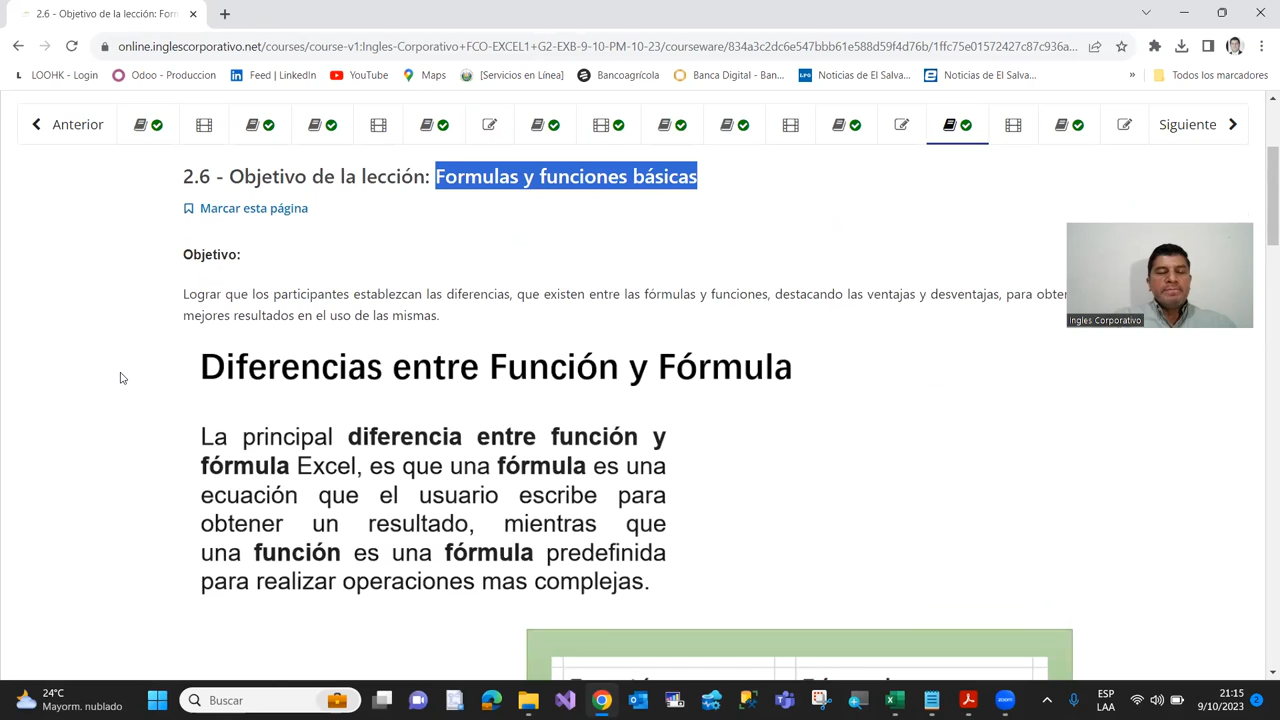 2.6 - Objetivo de la lección: Form
online.inglescorporativo.net/courses/course-v1:Ingles-Corporativo+FCO-EXCEL1+G2-EXB-9-10-PM-10-23/courseware/834a3c2dc6e547bbb61e588d59f4d76b/1ffc75e01572427c87c936a...
LOOHK - Login
Odoo - Produccion
Feed | LinkedIn
YouTube
Maps
[Servicios en Línea]
Bancoagrícola
Banca Digital - Ban...
Noticias de El Salva...
Noticias de El Salva...
»
Todos los marcadores
Anterior
Siguiente
2.6 - Objetivo de la lección: Formulas y funciones básicas
Marcar esta página
Objetivo:
Lograr que los participantes establezcan las diferencias, que existen entre las fórmulas y funciones, destacando las ventajas y desventajas, para obte
mejores resultados en el uso de las mismas.
Ingles Corporativo
Diferencias entre Función y Fórmula
La principal diferencia entre función y
fórmula Excel, es que una fórmula es una
ecuación que el usuario escribe para
obtener un resultado, mientras que
una función es una fórmula predefinida
para realizar operaciones mas complejas.
24°C
Mayorm. nublado
Buscar
ESP
LAA
21:15
9/10/2023